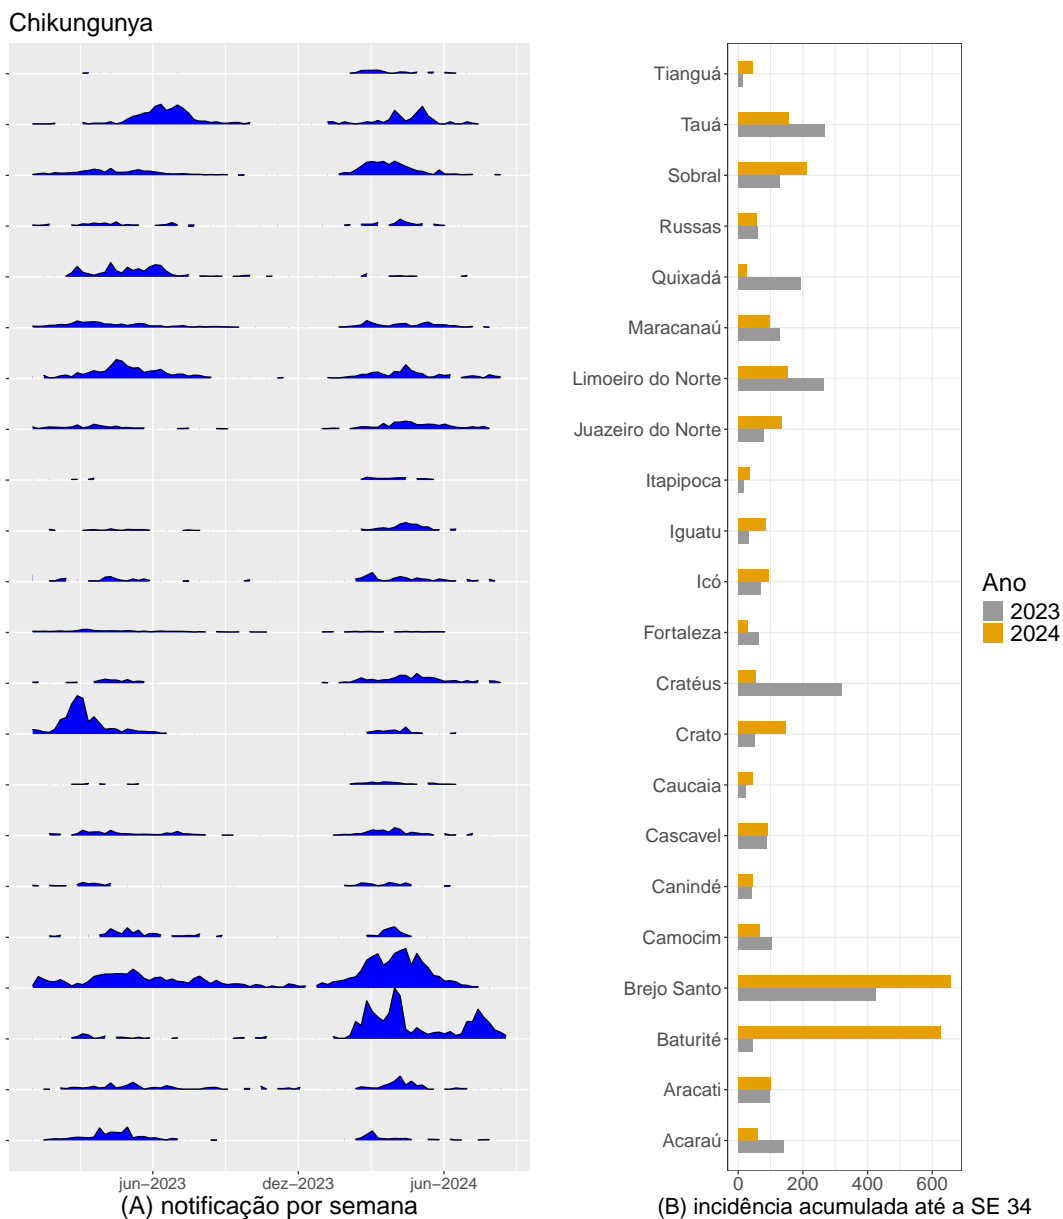 Chikungunya
Tianguá
Tauá
Sobral
Russas
Quixadá
Maracanaú
Limoeiro do Norte
Juazeiro do Norte
Itapipoca
Iguatu
Icó
Fortaleza
Cratéus
Crato
Caucaia
Cascavel
Canindé
Camocim
Brejo Santo
Baturité
Aracati
Acaraú
Ano
2023
2024
jun−2023 dez−2023 jun−2024
0 200 400 600
(A) notificação por semana
(B) incidência acumulada até a SE 34